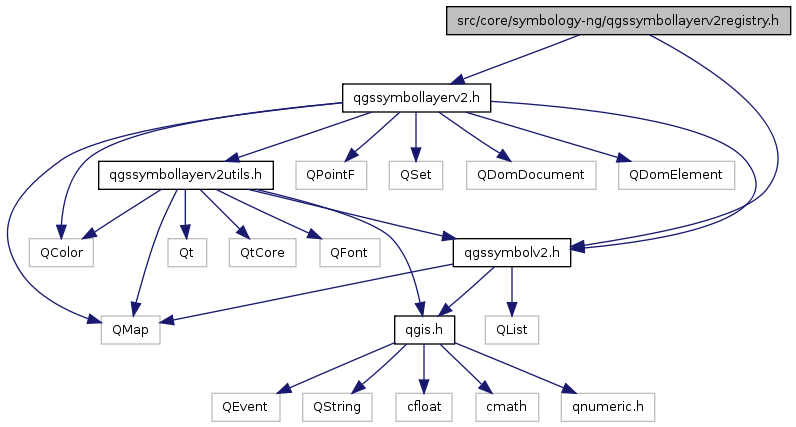 src/core/symbology-ng/qgssymbollayerv2registry.h
qgssymbollayerv2.h
qgssymbollayerv2utils.h
QPointF
QSet
QDomDocument
QDomElement
QColor
Qt
QtCore
QFont
qgssymbolv2.h
QMap
qgis.h
QList
QEvent
QString
cfloat
cmath
qnumeric.h